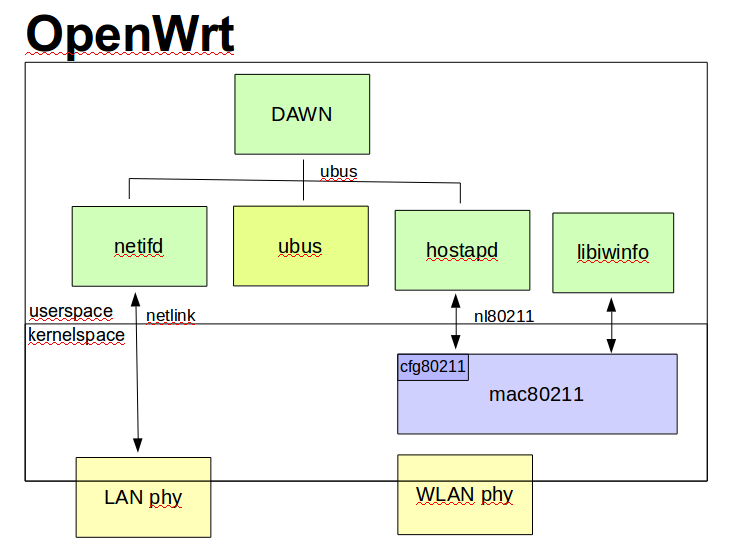 OpenWrt
DAWN
ubus
netifd
ubus
hostapd
libiwinfo
userspace
netlink
nl80211
kernelspace
cfg80211
mac80211
LAN phy
WLAN phy